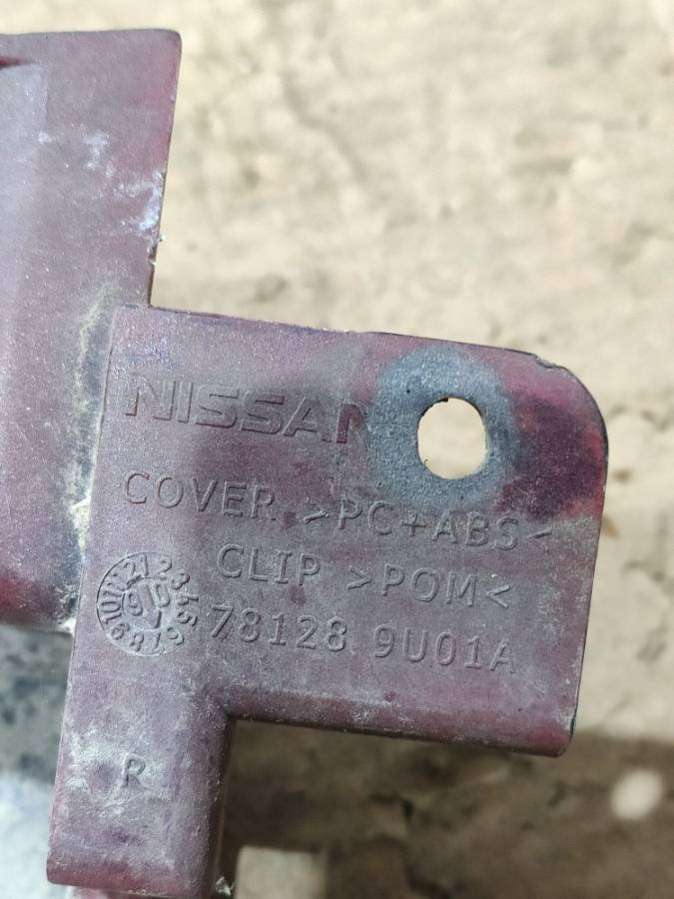 NISSAN
COVER >PC+ABS<
CLIP >POM<
78128 9U01A
R